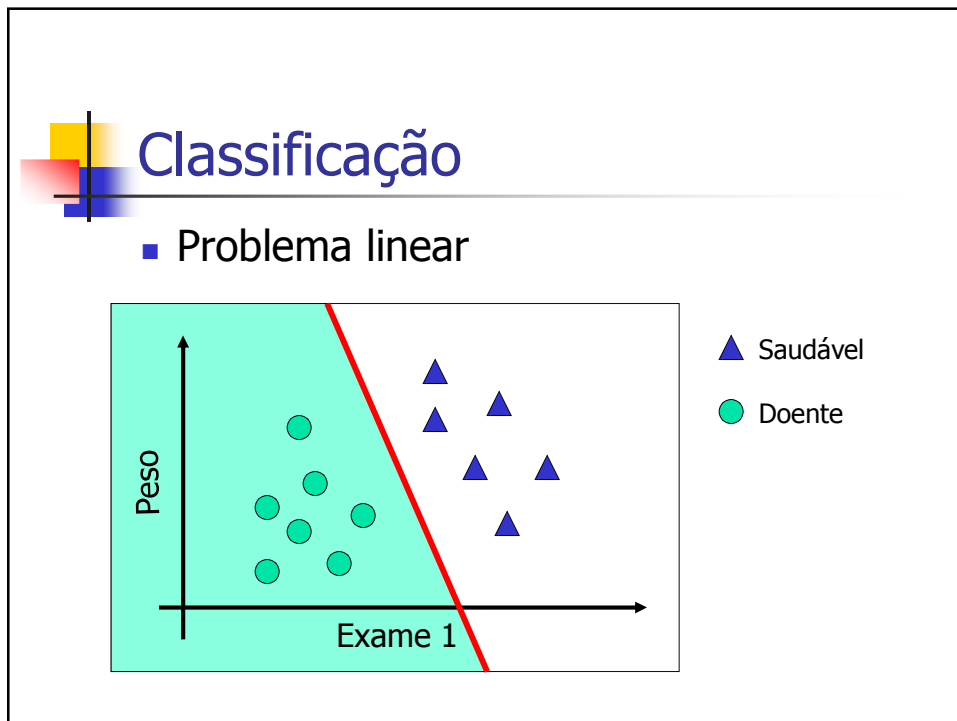 Classificação
Problema linear
Saudável
Doente
Peso
Exame 1